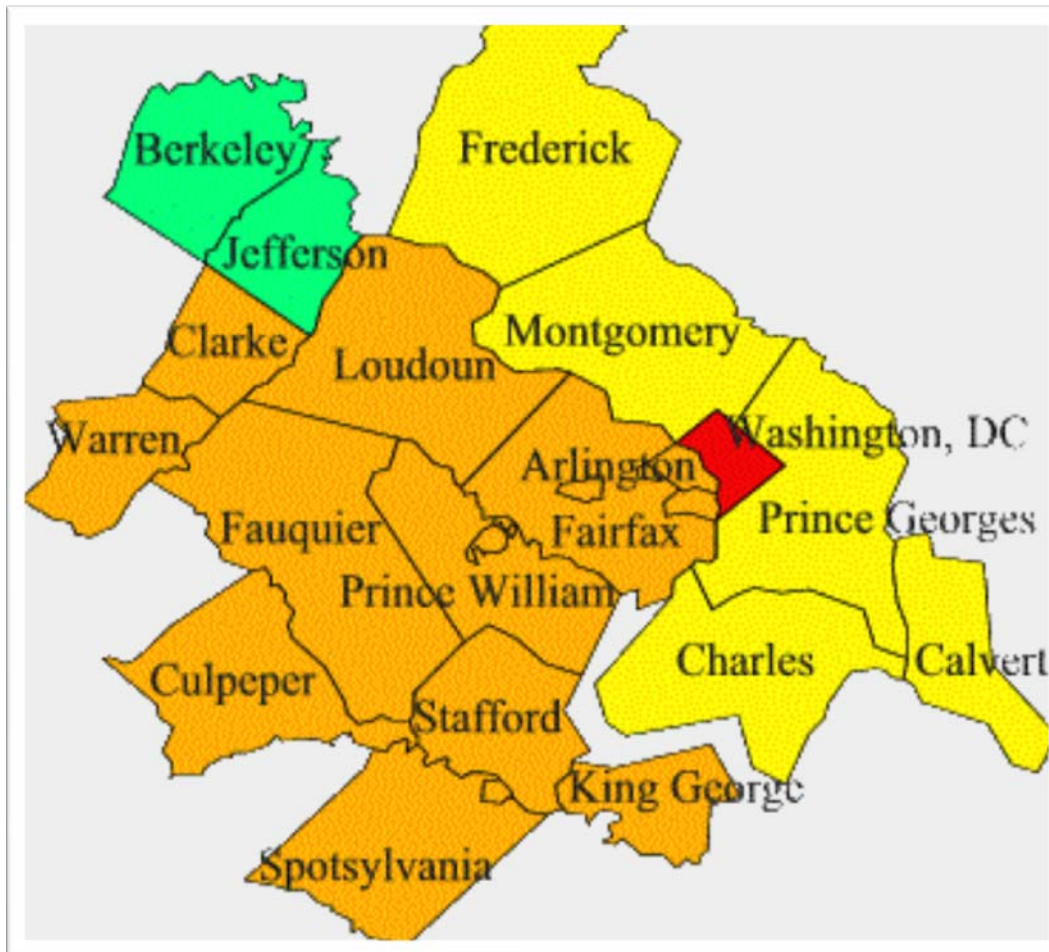 Berkeley
Frederick
Jefferson
Montgomery
Clarke
Loudoun
Washington, DC
Warren
Arlington
Prince Georges
Fauquier
Fairfax
Prince William
Charles
Calvert
Culpeper
Stafford
King George
Spotsylvania